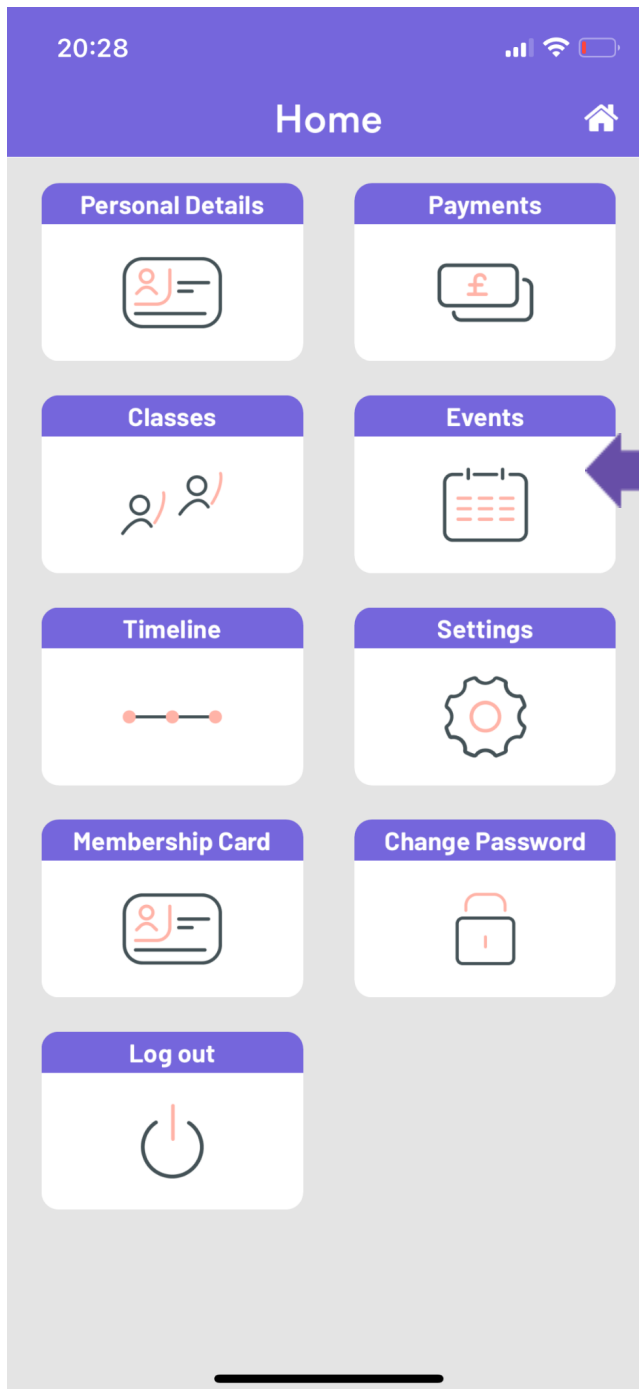 20:28
Home
Personal Details
Payments
£
Classes
Events
Timeline
Settings
Membership Card
Change Password
Log out